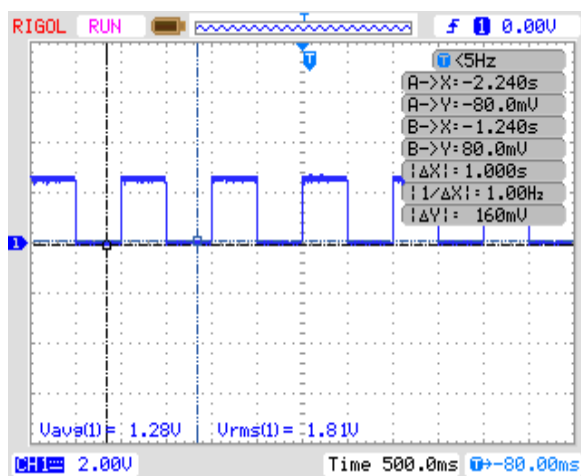 RIGOL RUN T 1 0.00V
T
T <5Hz
A->X:-2.240s
A->Y:-80.0mV
B->X:-1.240s
B->Y:80.0mV
|ΔX|:1.000s
|1/ΔX|:1.00Hz
|ΔY|: 160mV
1
Vavg(1)= 1.28V Vrms(1)= 1.81V
CH1 2.00V Time 500.0ms T→-80.00ms